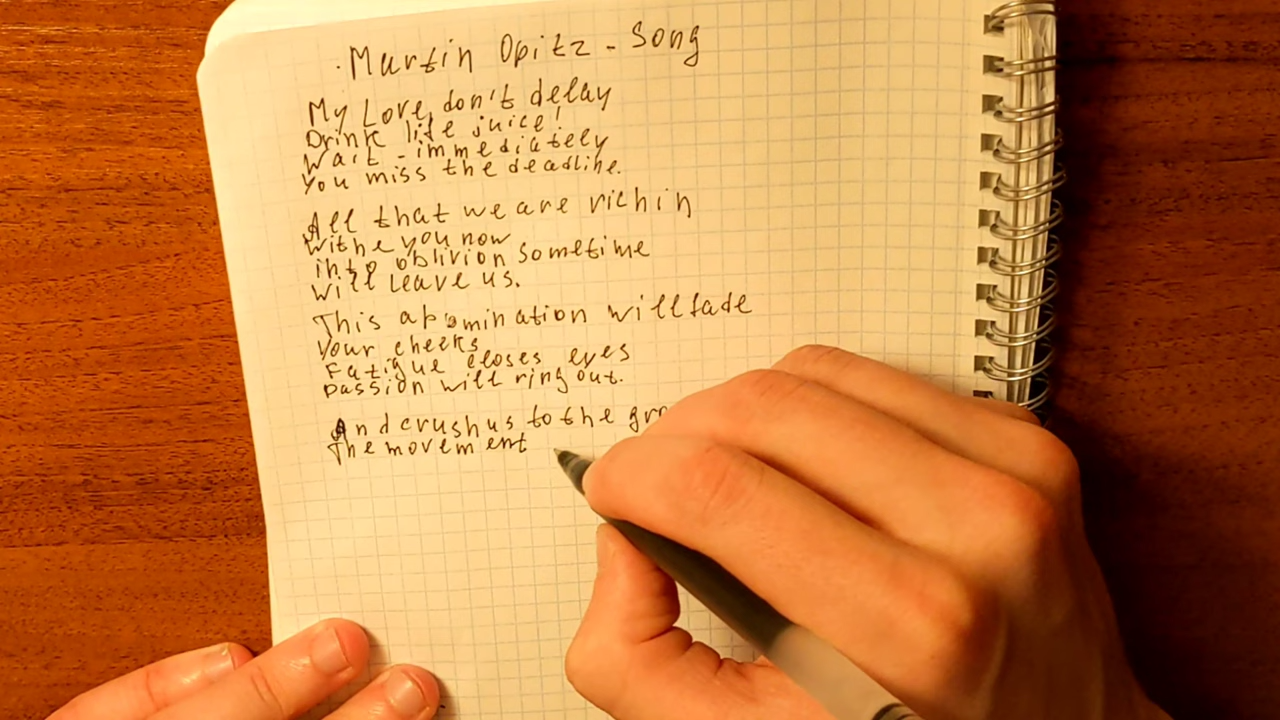 Martin Opitz - Song
My Love, don't delay
Drink life juice!
Wait - immediately
You miss the deadline.
All that we are rich in
Withe you now
into oblivion sometime
will leave us.
This abomination will fade
your cheeks
Fatigue closes eyes
passion will ring out.
And crush us to the
The movement